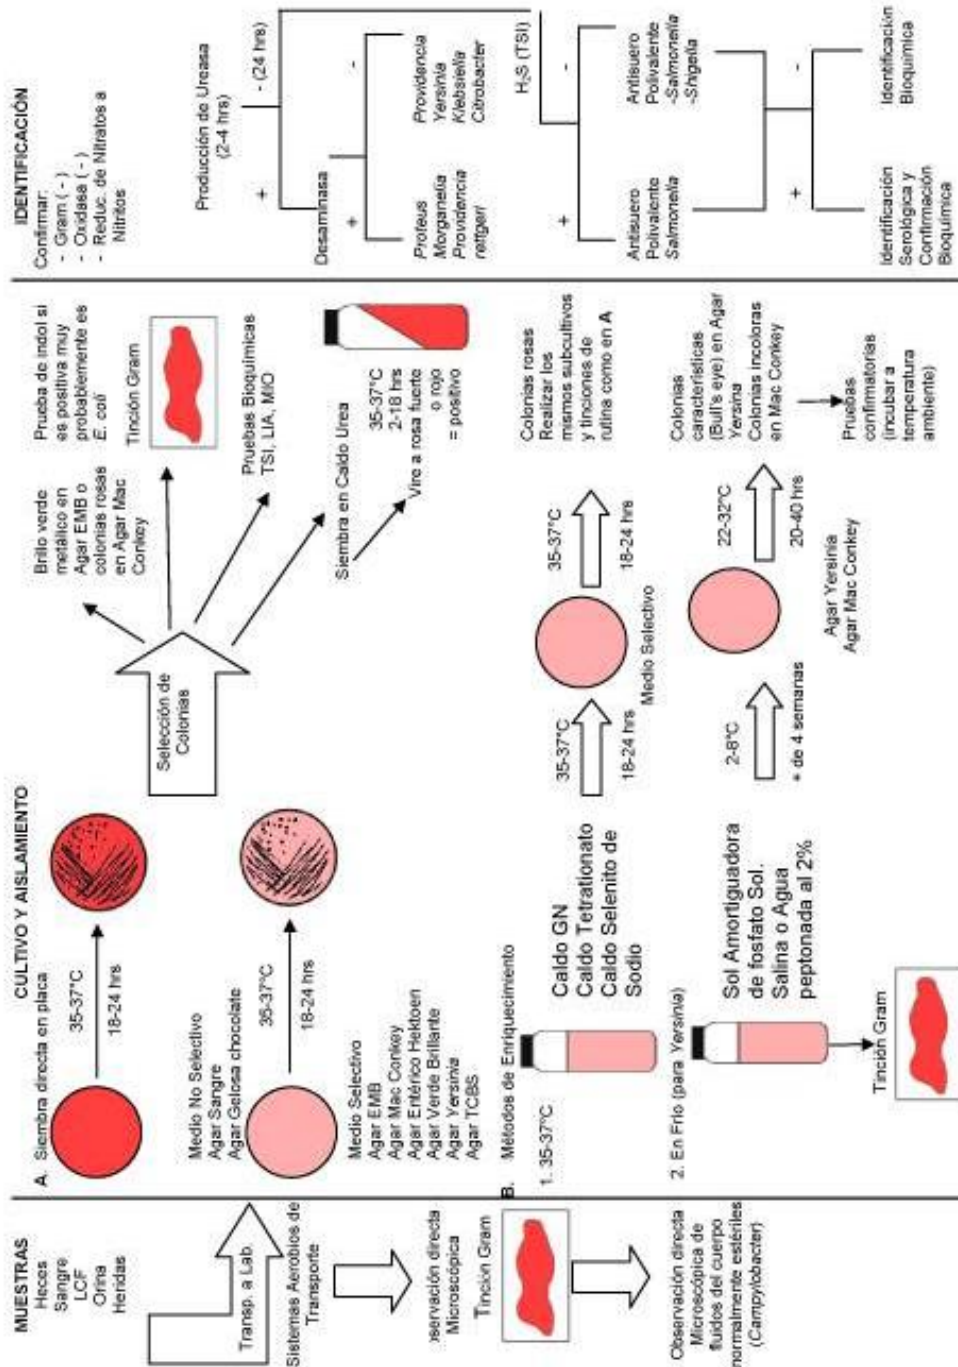 MUESTRAS
Heces
Sangre
LCF
Orina
Heridas
Transp. a Lab.
Sistemas Aerobios de
Transporte
bservación directa
Microscópica
Tinción Gram
Observación directa
Microscópica de
fluidos del cuerpo
normalmente estériles
(Campylobacter)
CULTIVO Y AISLAMIENTO
A. Siembra directa en placa
35-37°C
18-24 hrs
Medio No Selectivo
Agar Sangre
Agar Gelosa chocolate
35-37°C
18-24 hrs
Medio Selectivo
Agar EMB
Agar Mac Conkey
Agar Entérico Hektoen
Agar Verde Brillante
Agar Yersinia
Agar TCBS
Selección de
Colonias
Brillo verde
metálico en
Agar EMB o
colonias rosas
en Agar Mac
Conkey
Prueba de indol si
es positiva muy
probablemente es
E. coli
Tinción Gram
Pruebas Bioquímicas
TSI, LIA, MIO
Siembra en Caldo Urea
35-37°C
2-18 hrs
Vire a rosa fuerte
o rojo
= positivo
B. Métodos de Enriquecimiento
1. 35-37°C
Caldo GN
Caldo Tetrationato
Caldo Selenito de
Sodio
35-37°C
18-24 hrs
Medio Selectivo
35-37°C
18-24 hrs
Colonias rosas
Realizar los
mismos subcultivos
y tinciones de
rutina como en A
2. En Frío (para Yersinia)
Sol Amortiguadora
de fosfato Sol.
Salina o Agua
peptonada al 2%
Tinción Gram
2-8°C
+ de 4 semanas
Agar Yersinia
Agar Mac Conkey
22-32°C
20-40 hrs
Colonias
características
(Bull's eye) en Agar
Yersina
Colonias incoloras
en Mac Conkey
Pruebas
confirmatorias
(incubar a
temperatura
ambiente)
IDENTIFICACIÓN
Confirmar:
- Gram ( - )
- Oxidasa ( - )
- Reduc. de Nitratos a
Nitritos
Producción de Ureasa
(2-4 hrs)
+
- (24 hrs)
Desaminasa
+
-
Proteus
Morganella
Providencia
rettgeri
Providencia
Yersinia
Klebsiella
Citrobacter
H₂S (TSI)
+
-
Antisuero
Polivalente
Salmonella
Antisuero
Polivalente
-Salmonella
-Shigella
+
-
Identificación
Serológica y
Confirmación
Bioquímica
Identificación
Bioquímica